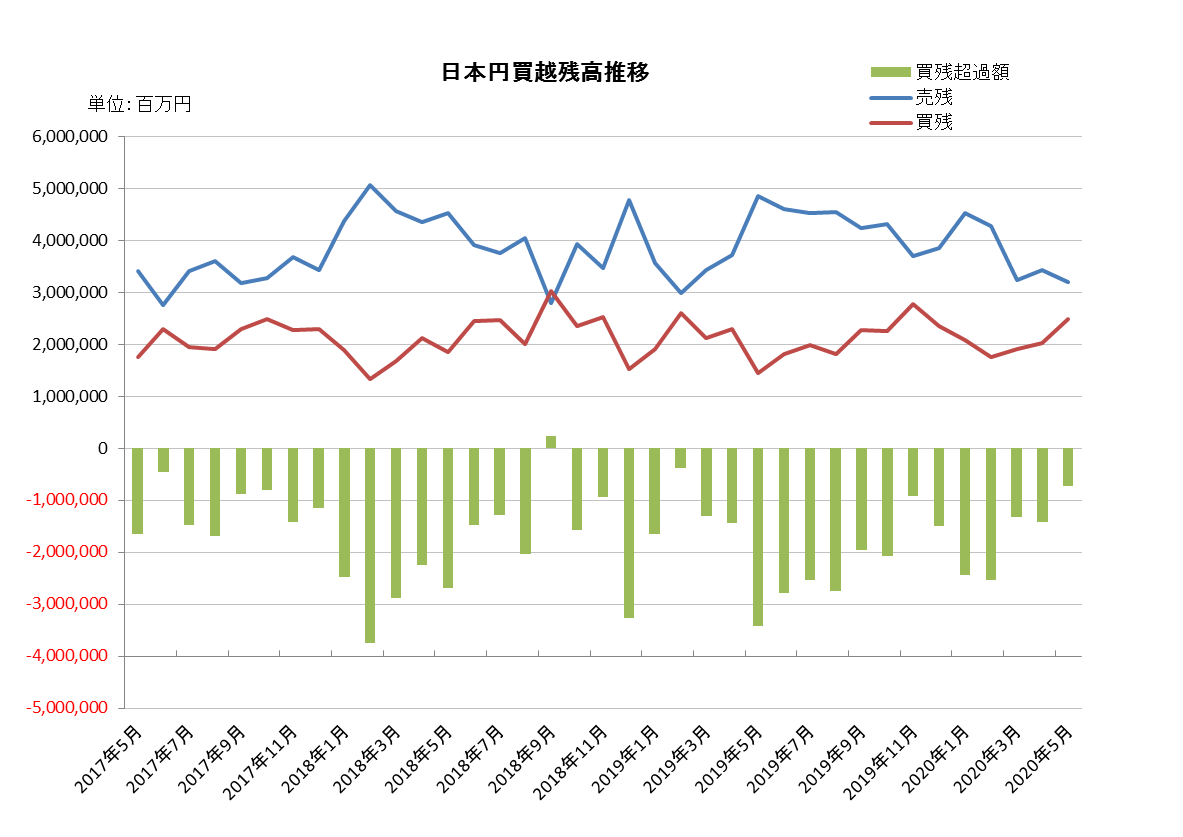 日本円買越残高推移
買残超過額
売残
買残
単位：百万円
6,000,000
5,000,000
4,000,000
3,000,000
2,000,000
1,000,000
0
-1,000,000
-2,000,000
-3,000,000
-4,000,000
-5,000,000
2017年5月
2017年7月
2017年9月
2017年11月
2018年1月
2018年3月
2018年5月
2018年7月
2018年9月
2018年11月
2019年1月
2019年3月
2019年5月
2019年7月
2019年9月
2019年11月
2020年1月
2020年3月
2020年5月